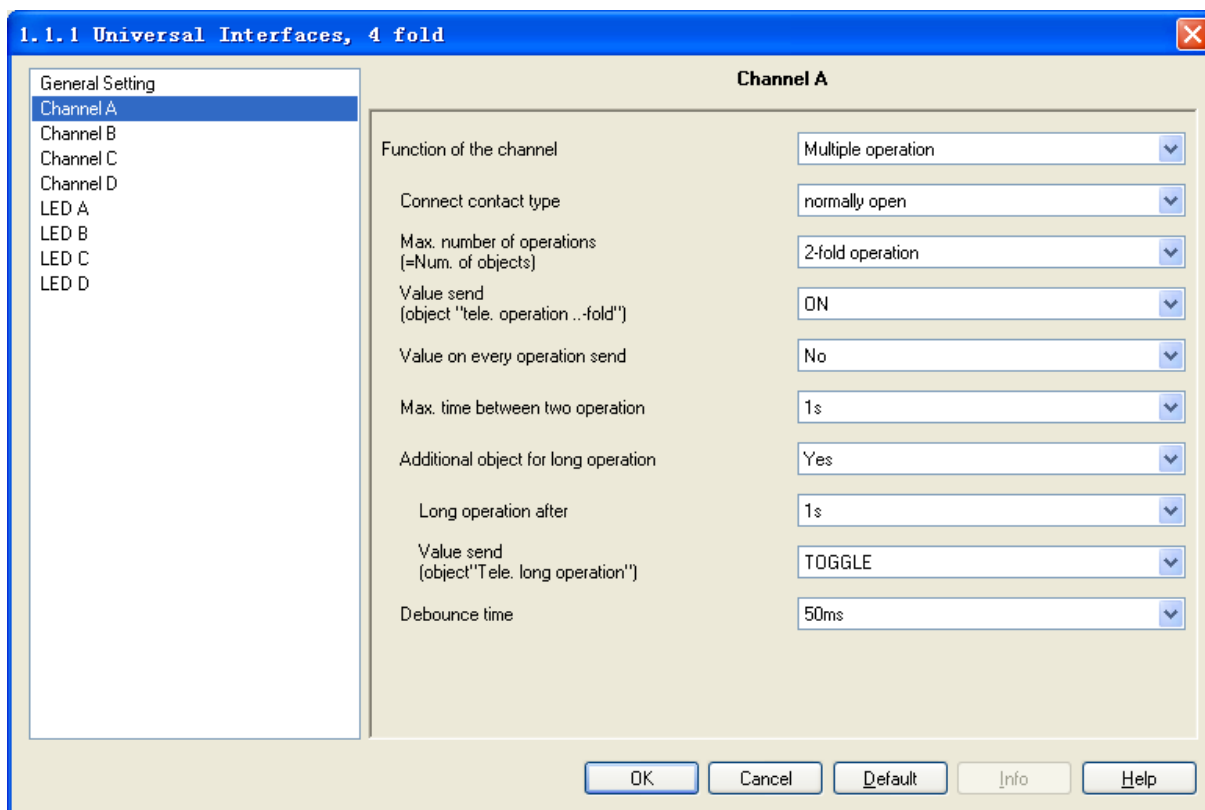 1.1.1 Universal Interfaces, 4 fold
General Setting
Channel A
Channel B
Channel C
Channel D
LED A
LED B
LED C
LED D
Channel A
Function of the channel
Multiple operation
Connect contact type
normally open
Max. number of operations
(=Num. of objects)
2-fold operation
Value send
(object "tele. operation ..-fold")
ON
Value on every operation send
No
Max. time between two operation
1s
Additional object for long operation
Yes
Long operation after
1s
Value send
(object"Tele. long operation")
TOGGLE
Debounce time
50ms
OK
Cancel
Default
Info
Help